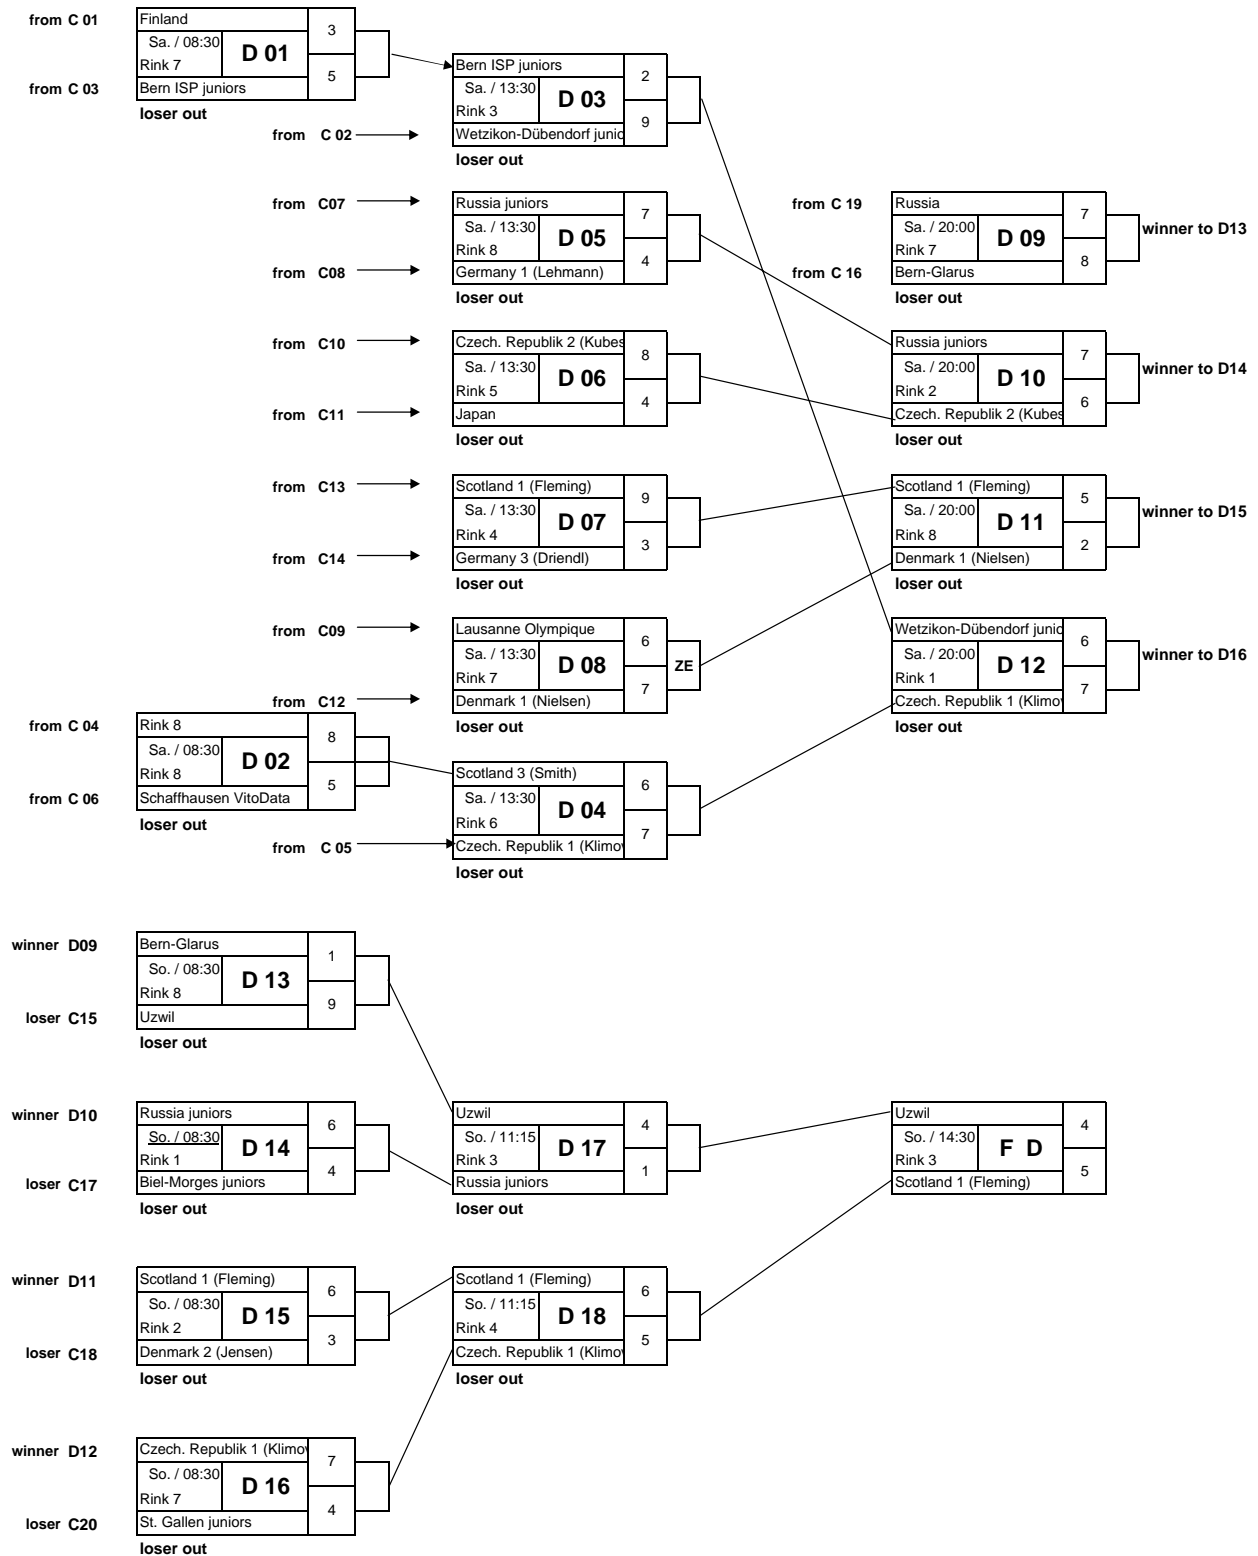 from C 01
Finland
3
Sa. / 08:30
Rink 7
D 01
from C 03
Bern ISP juniors
5
loser out
Bern ISP juniors
2
Sa. / 13:30
Rink 3
D 03
from C 02
Wetzikon-Dübendorf junio
9
loser out
from C07
Russia juniors
7
Sa. / 13:30
Rink 8
D 05
from C08
Germany 1 (Lehmann)
4
loser out
from C 19
Russia
7
Sa. / 20:00
Rink 7
D 09
winner to D13
from C 16
Bern-Glarus
8
loser out
from C10
Czech. Republik 2 (Kubes
8
Sa. / 13:30
Rink 5
D 06
from C11
Japan
4
loser out
Russia juniors
7
Sa. / 20:00
Rink 2
D 10
winner to D14
Czech. Republik 2 (Kubes
6
loser out
from C13
Scotland 1 (Fleming)
9
Sa. / 13:30
Rink 4
D 07
from C14
Germany 3 (Driendl)
3
loser out
Scotland 1 (Fleming)
5
Sa. / 20:00
Rink 8
D 11
winner to D15
Denmark 1 (Nielsen)
2
loser out
from C09
Lausanne Olympique
6
Sa. / 13:30
Rink 7
D 08
ZE
from C12
Denmark 1 (Nielsen)
7
loser out
Wetzikon-Dübendorf junio
6
Sa. / 20:00
Rink 1
D 12
winner to D16
Czech. Republik 1 (Klimov
7
loser out
from C 04
Rink 8
8
Sa. / 08:30
Rink 8
D 02
from C 06
Schaffhausen VitoData
5
loser out
Scotland 3 (Smith)
6
Sa. / 13:30
Rink 6
D 04
from C 05
Czech. Republik 1 (Klimov
7
loser out
winner D09
Bern-Glarus
1
So. / 08:30
Rink 8
D 13
loser C15
Uzwil
9
loser out
winner D10
Russia juniors
6
So. / 08:30
Rink 1
D 14
loser C17
Biel-Morges juniors
4
loser out
Uzwil
4
So. / 11:15
Rink 3
D 17
Russia juniors
1
loser out
Uzwil
4
So. / 14:30
Rink 3
F D
Scotland 1 (Fleming)
5
winner D11
Scotland 1 (Fleming)
6
So. / 08:30
Rink 2
D 15
loser C18
Denmark 2 (Jensen)
3
loser out
Scotland 1 (Fleming)
6
So. / 11:15
Rink 4
D 18
Czech. Republik 1 (Klimov
5
loser out
winner D12
Czech. Republik 1 (Klimov
7
So. / 08:30
Rink 7
D 16
loser C20
St. Gallen juniors
4
loser out